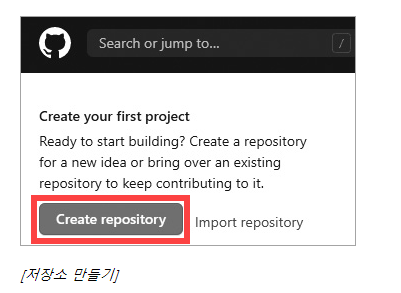 Search or jump to... /
Create your first project
Ready to start building? Create a repository
for a new idea or bring over an existing
repository to keep contributing to it.
Create repository Import repository
[저장소 만들기]